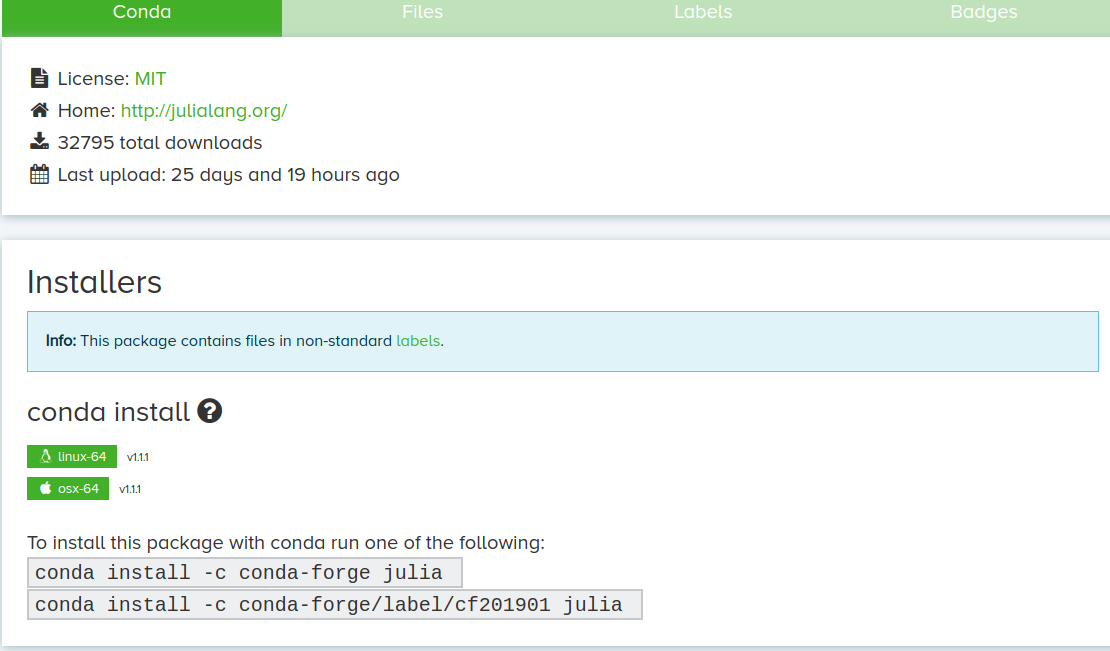 Conda Files Labels Badges
License: MIT
Home: http://julialang.org/
32795 total downloads
Last upload: 25 days and 19 hours ago
Installers
Info: This package contains files in non-standard labels.
conda install ?
linux-64 v1.1.1
osx-64 v1.1.1
To install this package with conda run one of the following:
conda install -c conda-forge julia
conda install -c conda-forge/label/cf201901 julia